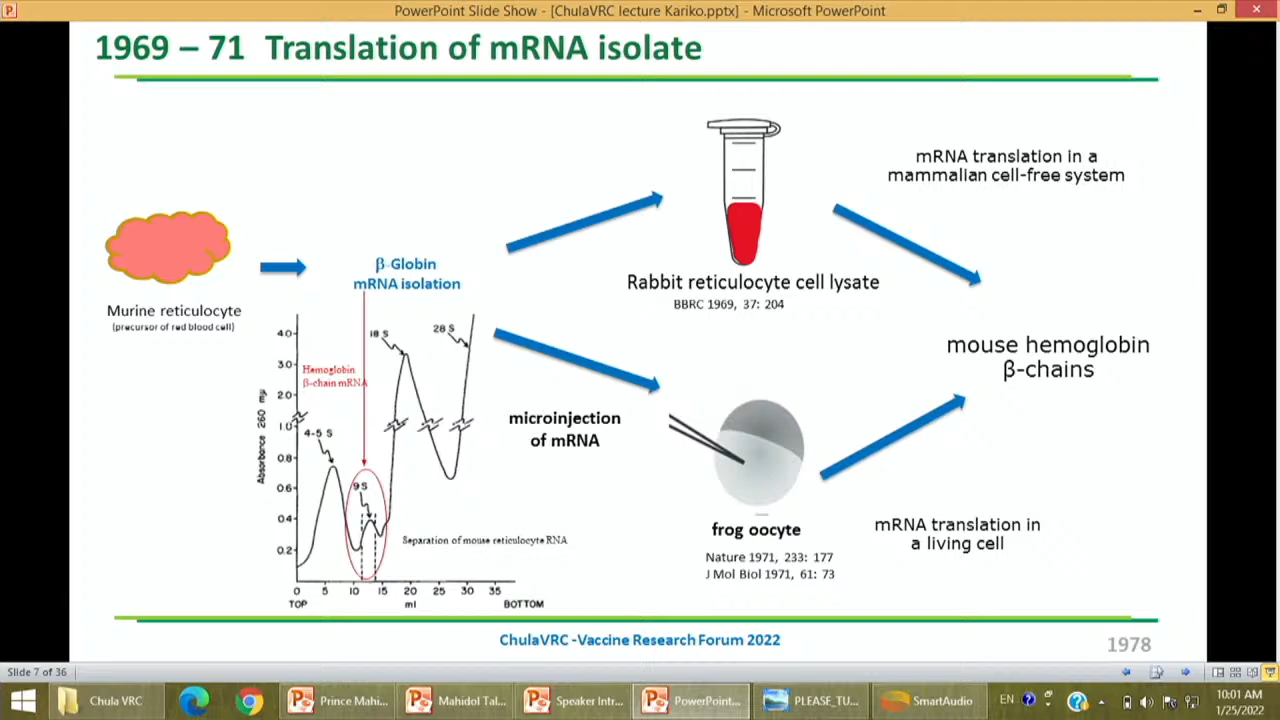 PowerPoint Slide Show - [ChulaVRC lecture Kariko.pptx] - Microsoft PowerPoint
1969 – 71 Translation of mRNA isolate
mRNA translation in a
mammalian cell-free system
Murine reticulocyte
(precursor of red blood cell)
β-Globin
mRNA isolation
Rabbit reticulocyte cell lysate
BBRC 1969, 37: 204
mouse hemoglobin
β-chains
microinjection
of mRNA
frog oocyte
Nature 1971, 233: 177
J Mol Biol 1971, 61: 73
mRNA translation in
a living cell
Absorbance 260 mμ
4.0
3.0
2.0
1.0
0.8
0.6
0.4
0.2
Hemoglobin
β-chain mRNA
4-5 S
9 S
18 S
28 S
Separation of mouse reticulocyte RNA
0 5 10 15 20 25 30 35
TOP ml BOTTOM
ChulaVRC -Vaccine Research Forum 2022
1978
Slide 7 of 36
Chula VRC
Prince Mahi...
Mahidol Tal...
Speaker Intr...
PowerPoint...
PLEASE_TU...
SmartAudio
EN
10:01 AM
1/25/2022